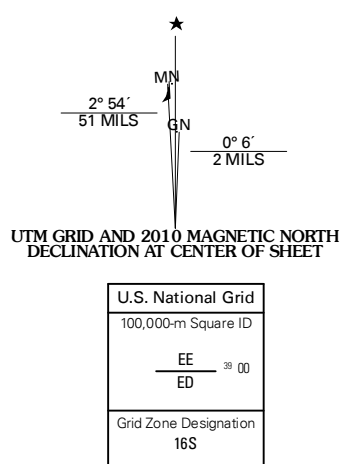 ★
MN
GN
2° 54´
51 MILS
0° 6´
2 MILS
UTM GRID AND 2010 MAGNETIC NORTH
DECLINATION AT CENTER OF SHEET
U.S. National Grid
100,000-m Square ID
EE
39 00
ED
Grid Zone Designation
16S